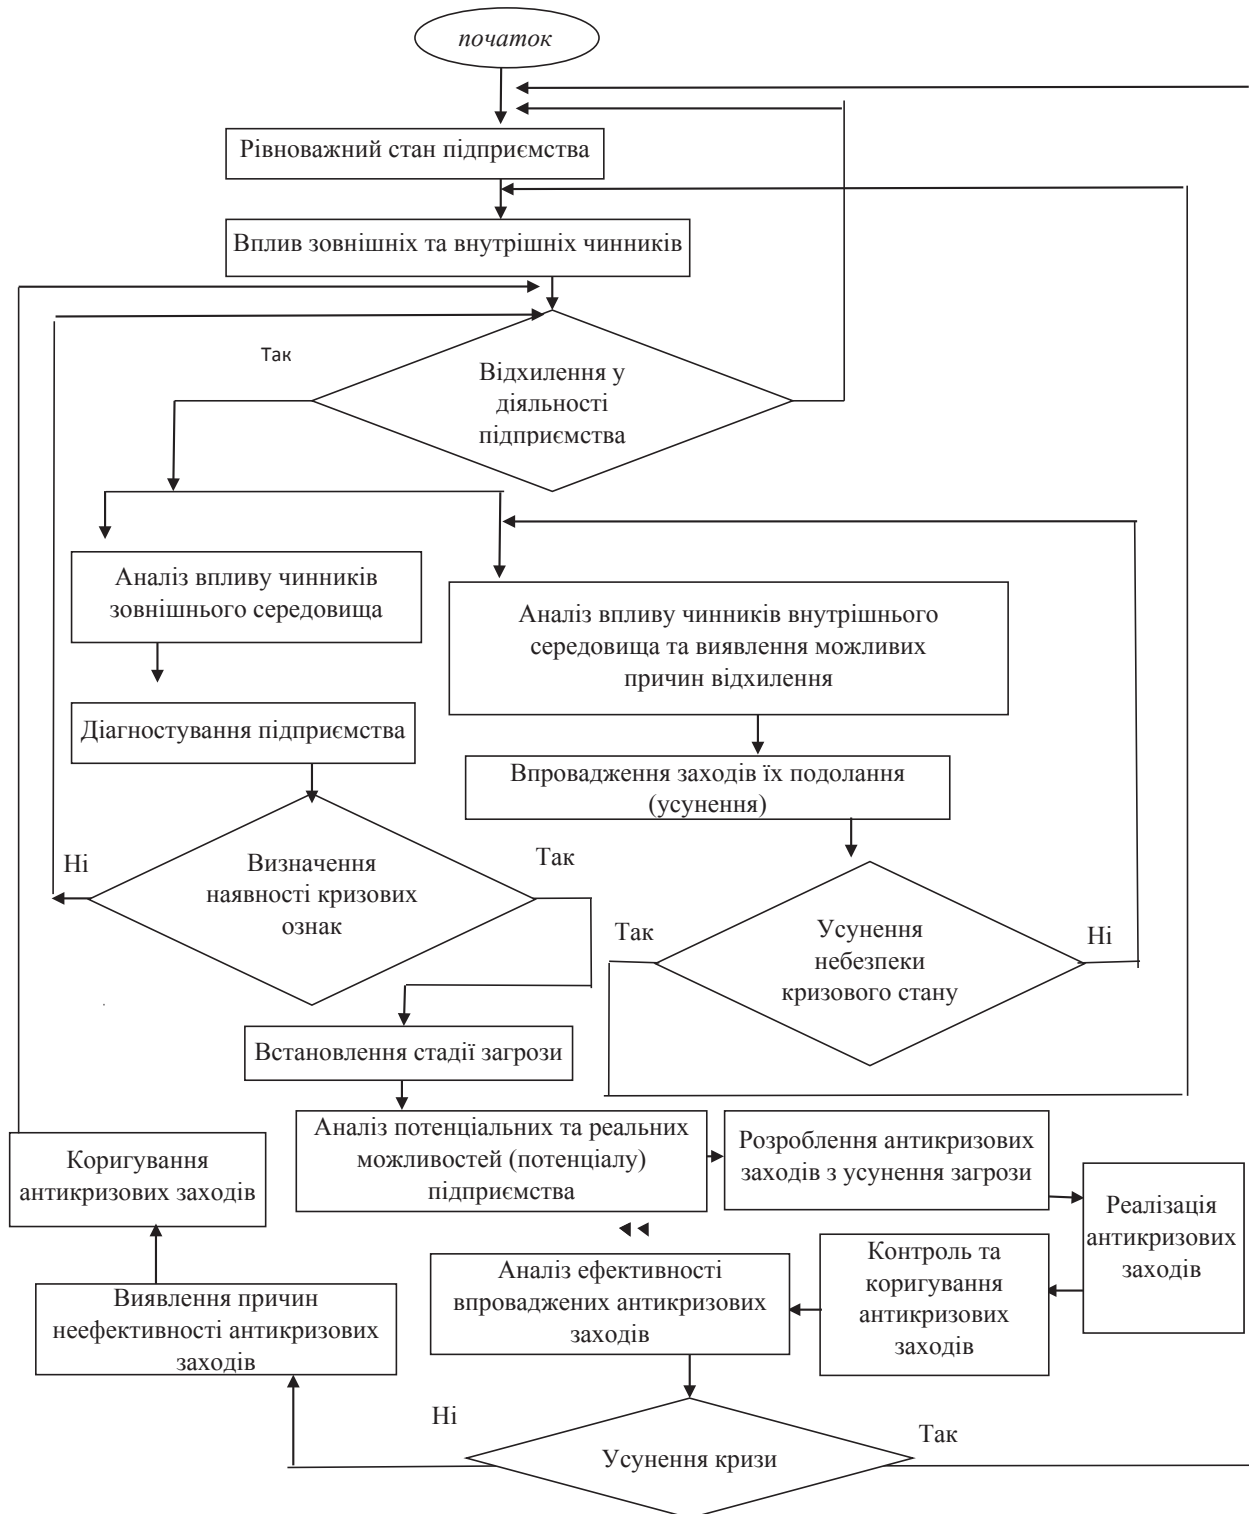 початок
Рівноважний стан підприємства
Вплив зовнішніх та внутрішніх чинників
Так
Відхилення у
діяльності
підприємства
Аналіз впливу чинників
зовнішнього середовища
Аналіз впливу чинників внутрішнього
середовища та виявлення можливих
причин відхилення
Діагностування підприємства
Впровадження заходів їх подолання
(усунення)
Ні
Визначення
наявності кризових
ознак
Так
Так
Усунення
небезпеки
кризового стану
Ні
Встановлення стадії загрози
Аналіз потенціальних та реальних
можливостей (потенціалу)
підприємства
Розроблення антикризових
заходів з усунення загрози
Реалізація
антикризових
заходів
Коригування
антикризових заходів
Контроль та
коригування
антикризових
заходів
Аналіз ефективності
впроваджених антикризових
заходів
Виявлення причин
неефективності антикризових
заходів
Ні
Усунення кризи
Так